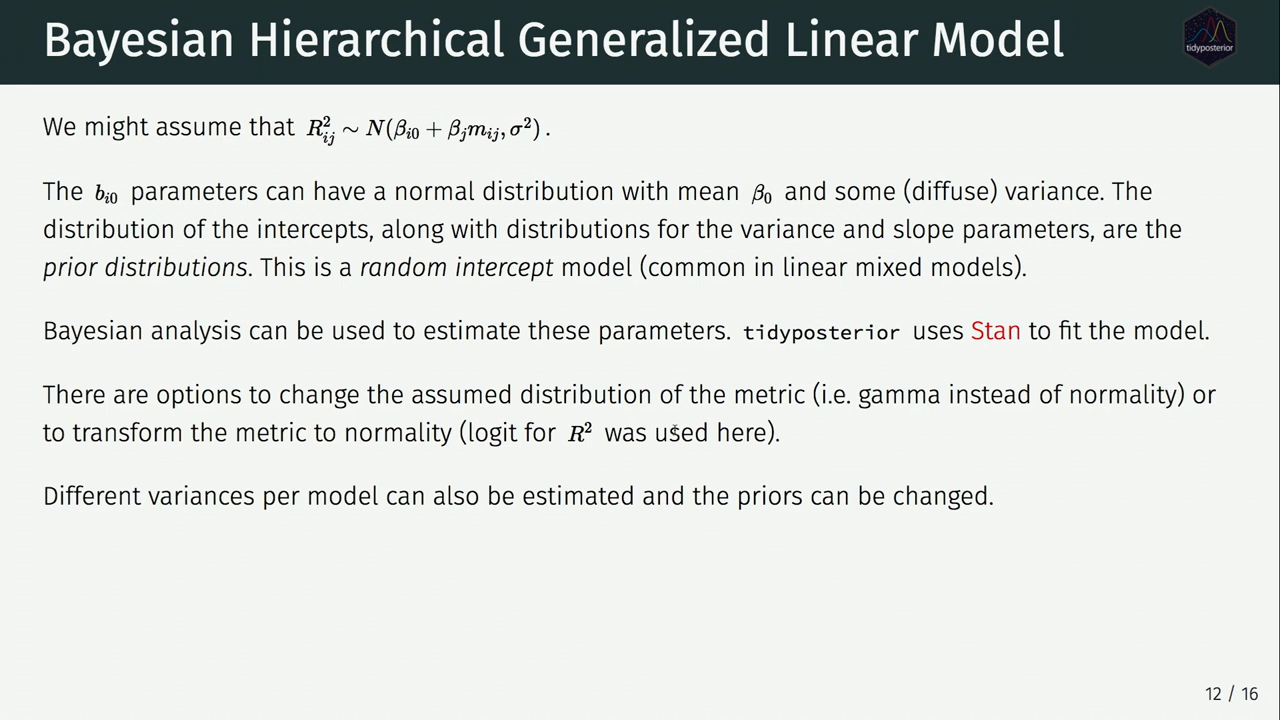 Bayesian Hierarchical Generalized Linear Model
tidyposterior
We might assume that R²ᵢⱼ ∼ N(βᵢ₀ + βⱼmᵢⱼ, σ²).
The bᵢ₀ parameters can have a normal distribution with mean β₀ and some (diffuse) variance. The
distribution of the intercepts, along with distributions for the variance and slope parameters, are the
prior distributions. This is a random intercept model (common in linear mixed models).
Bayesian analysis can be used to estimate these parameters. tidyposterior uses Stan to fit the model.
There are options to change the assumed distribution of the metric (i.e. gamma instead of normality) or
to transform the metric to normality (logit for R² was used here).
Different variances per model can also be estimated and the priors can be changed.
12 / 16